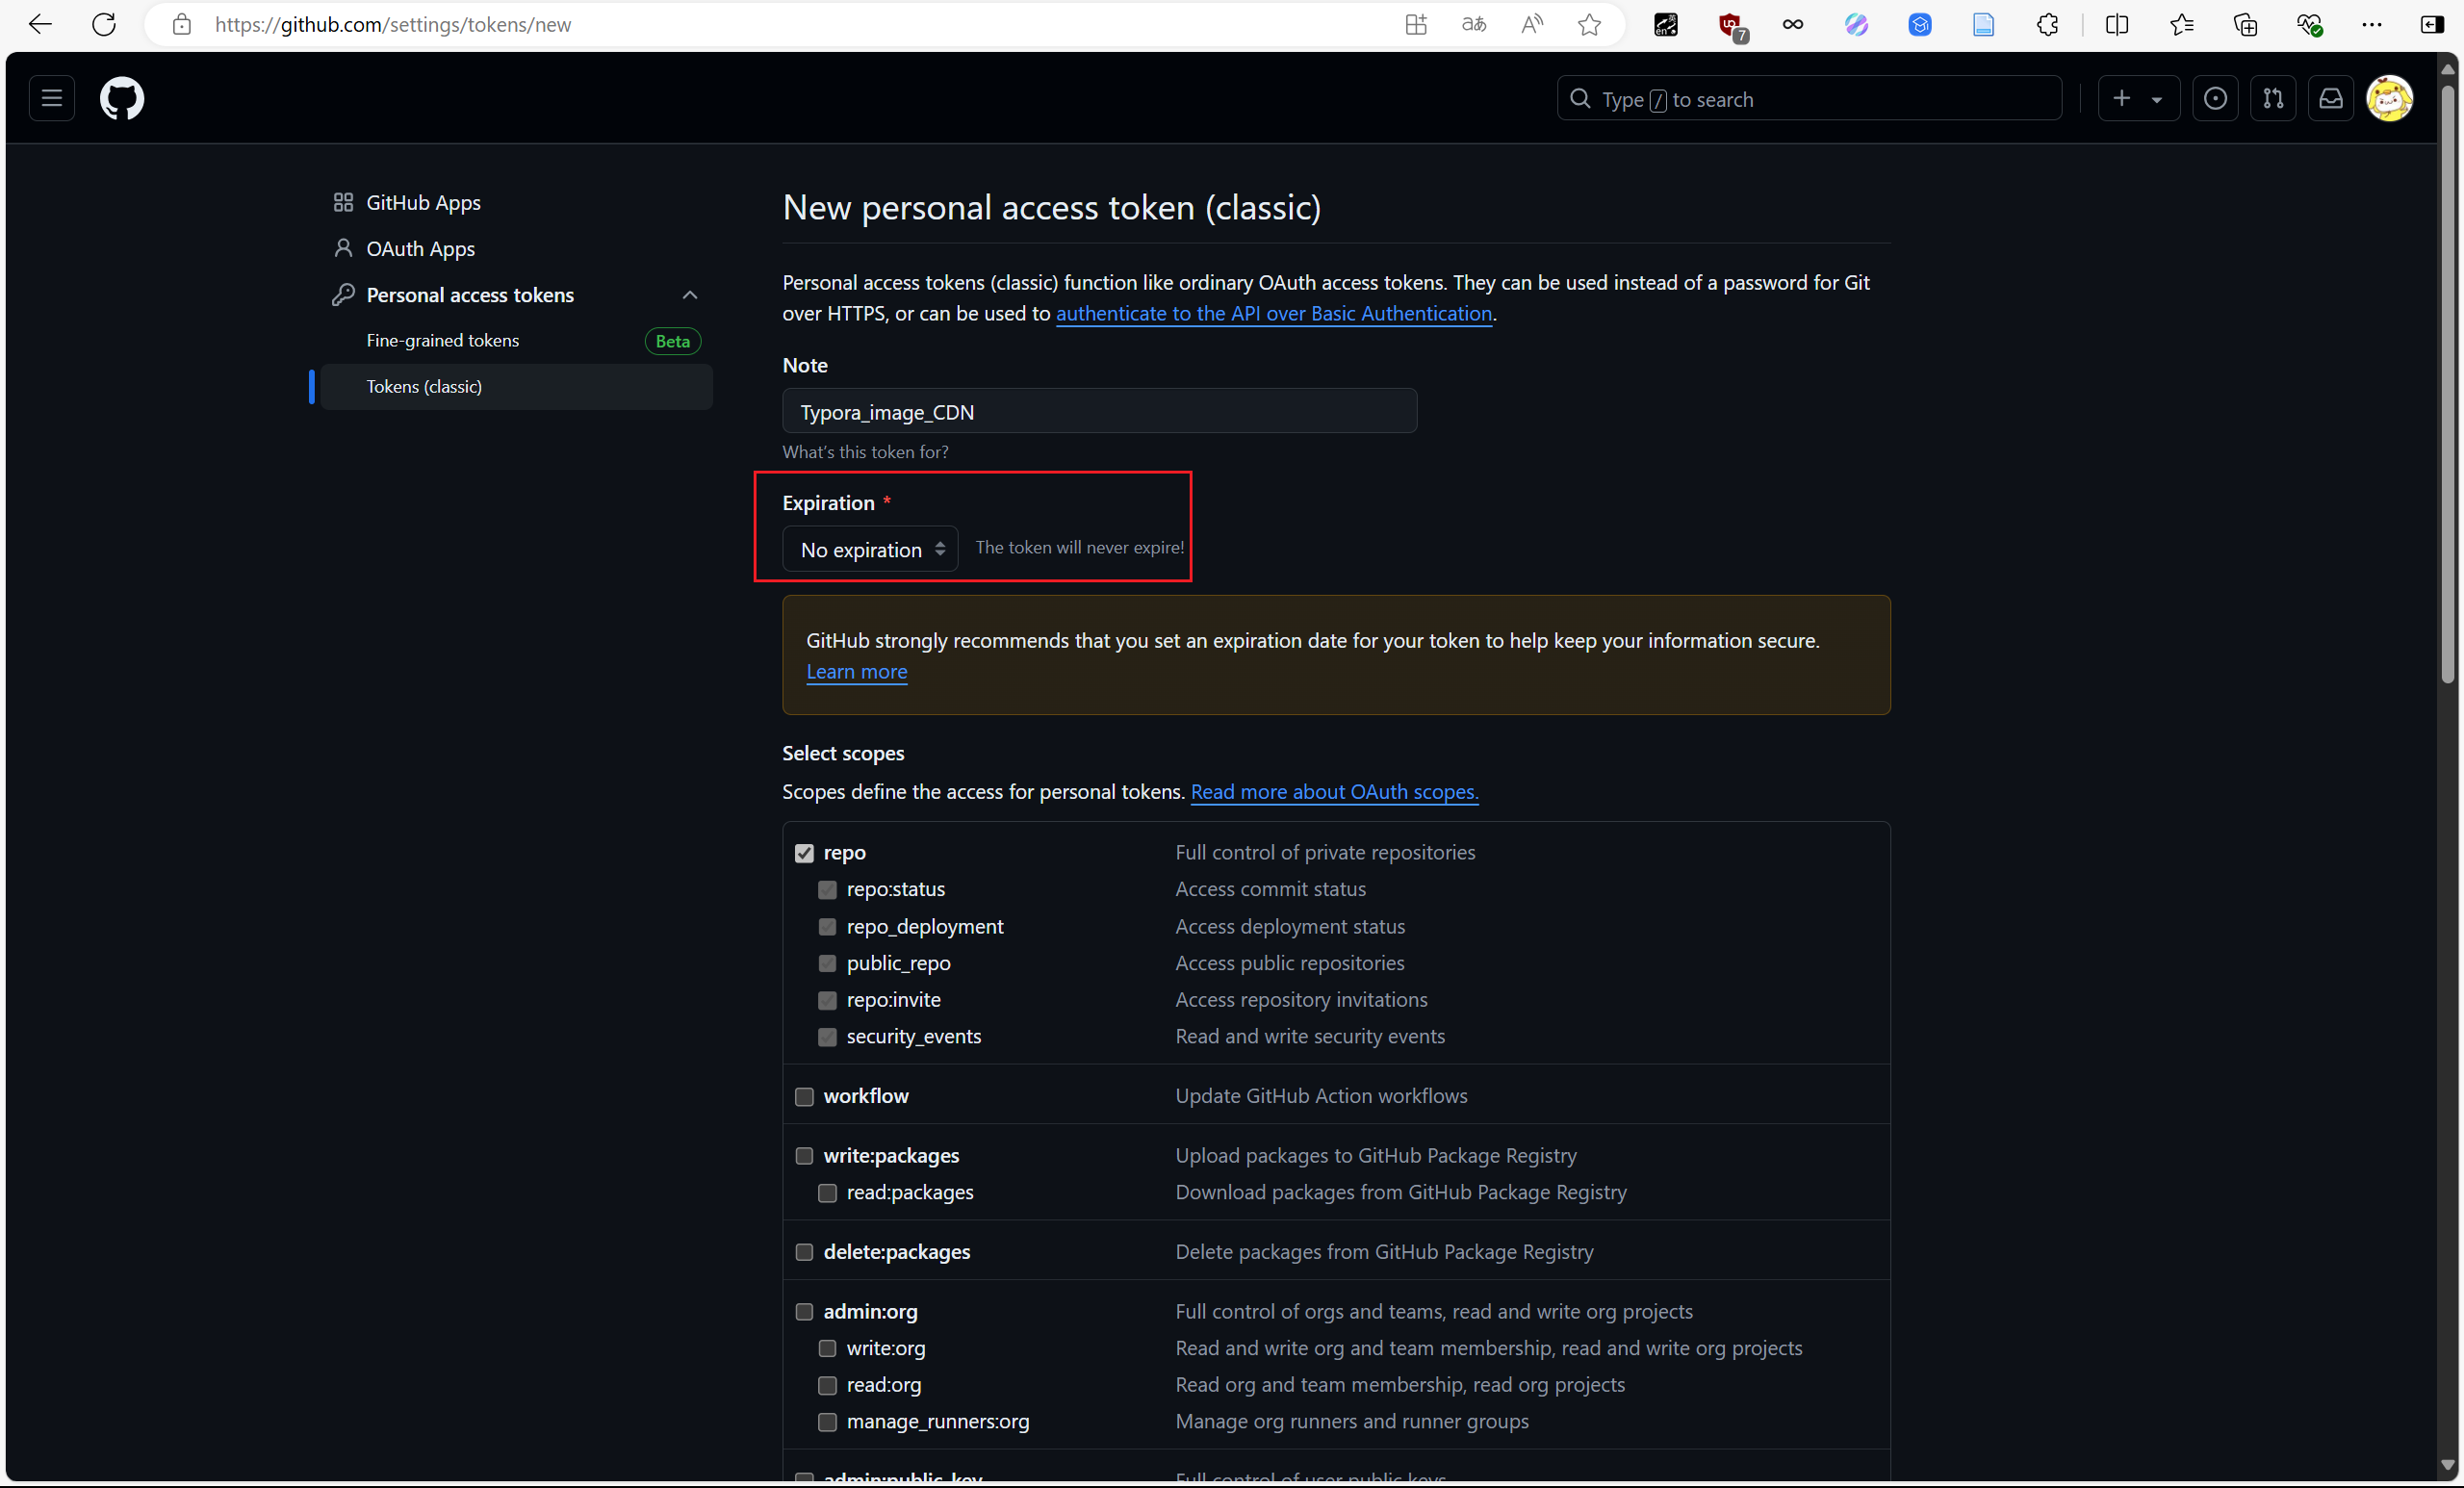 https://github.com/settings/tokens/new
7
Type / to search
GitHub Apps
OAuth Apps
Personal access tokens
Fine-grained tokens Beta
Tokens (classic)
New personal access token (classic)
Personal access tokens (classic) function like ordinary OAuth access tokens. They can be used instead of a password for Git
over HTTPS, or can be used to authenticate to the API over Basic Authentication.
Note
Typora_image_CDN
What's this token for?
Expiration *
No expiration The token will never expire!
GitHub strongly recommends that you set an expiration date for your token to help keep your information secure.
Learn more
Select scopes
Scopes define the access for personal tokens. Read more about OAuth scopes.
repo Full control of private repositories
repo:status Access commit status
repo_deployment Access deployment status
public_repo Access public repositories
repo:invite Access repository invitations
security_events Read and write security events
workflow Update GitHub Action workflows
write:packages Upload packages to GitHub Package Registry
read:packages Download packages from GitHub Package Registry
delete:packages Delete packages from GitHub Package Registry
admin:org Full control of orgs and teams, read and write org projects
write:org Read and write org and team membership, read and write org projects
read:org Read org and team membership, read org projects
manage_runners:org Manage org runners and runner groups
admin:public_key Full control of user public keys